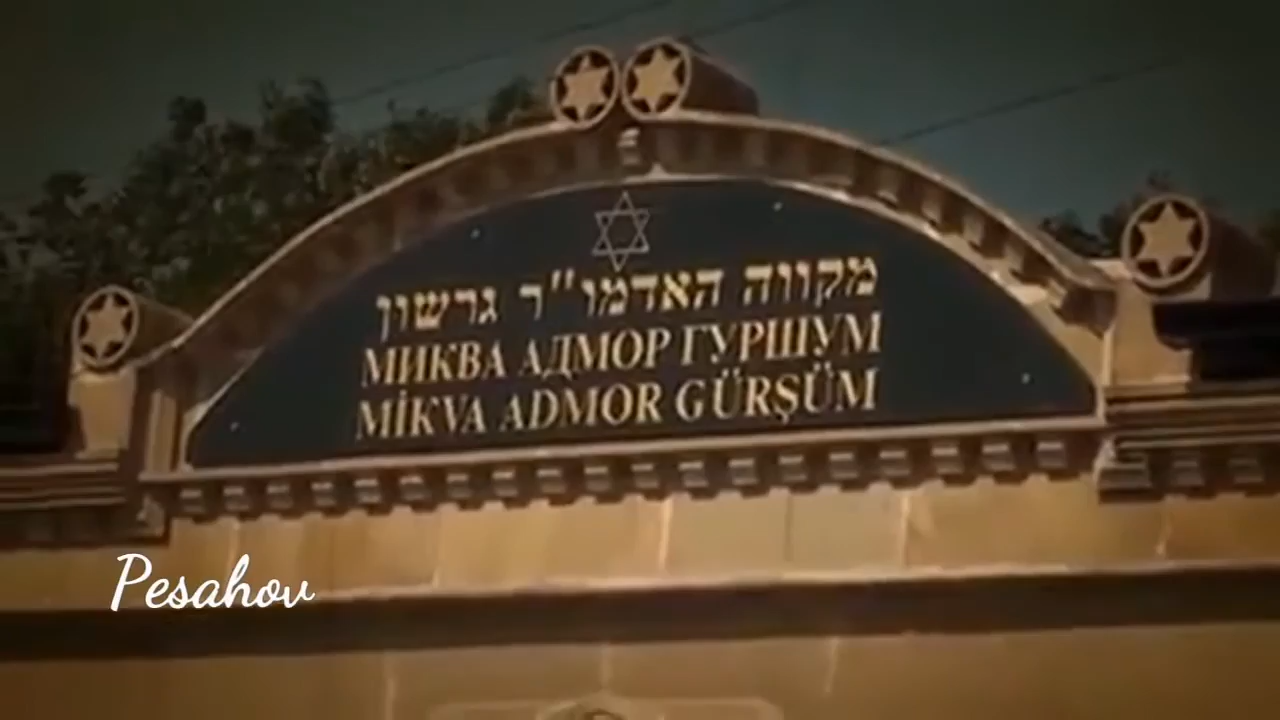 מקווה האדמו"ר גרשון
МИКВА АДМОР ГУРШУМ
MİKVA ADMOR GÜRŞÜM
Pesahov